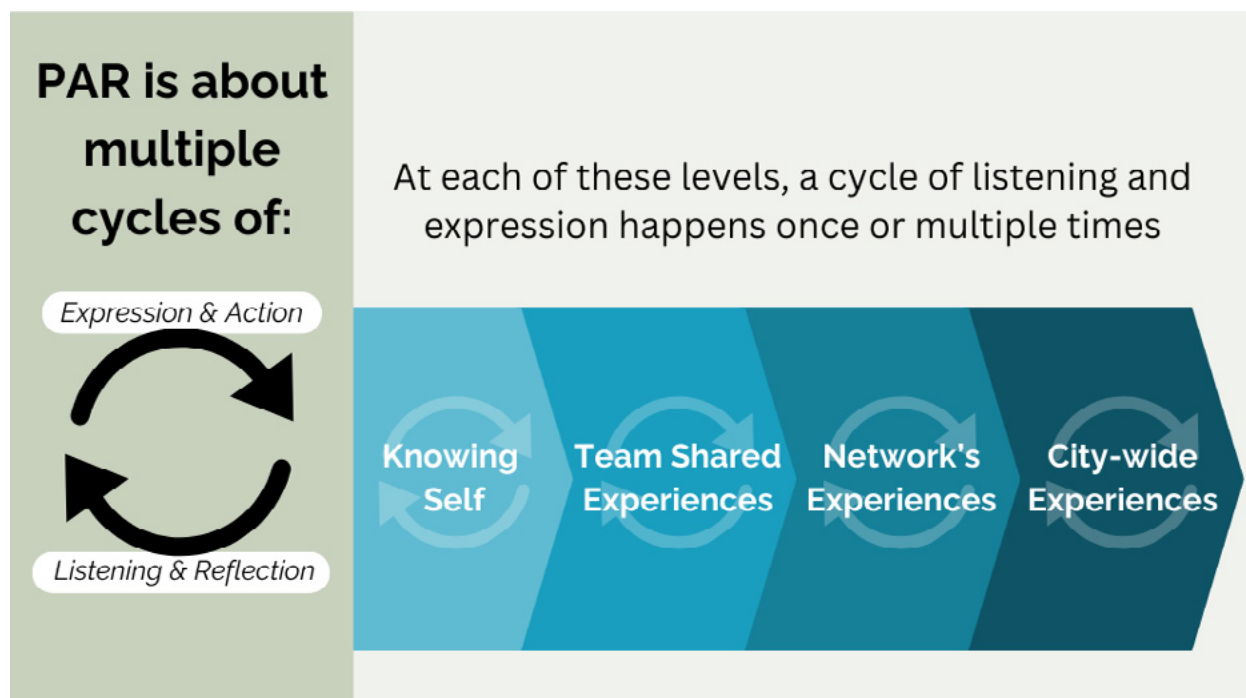 PAR is about
multiple
cycles of:
Expression & Action
Listening & Reflection
At each of these levels, a cycle of listening and
expression happens once or multiple times
Knowing
Self
Team Shared
Experiences
Network's
Experiences
City-wide
Experiences